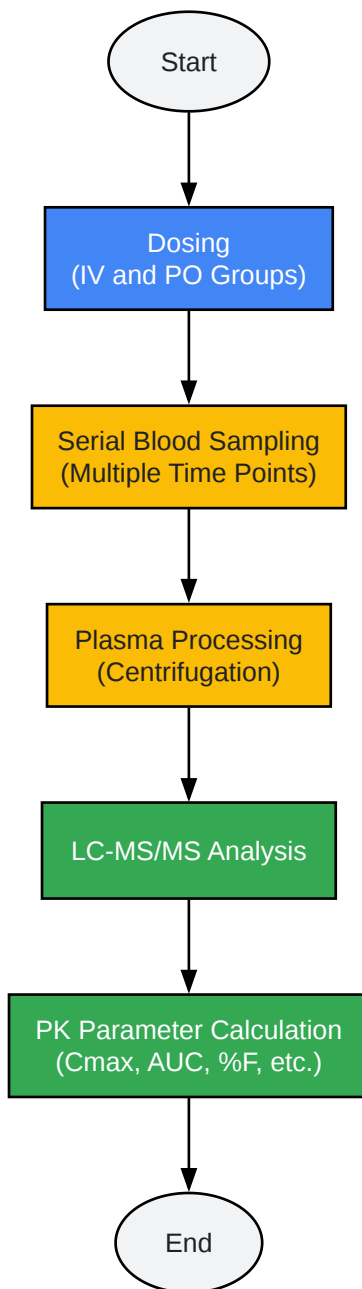 Start
Dosing
(IV and PO Groups)
Serial Blood Sampling
(Multiple Time Points)
Plasma Processing
(Centrifugation)
LC-MS/MS Analysis
PK Parameter Calculation
(Cmax, AUC, %F, etc.)
End